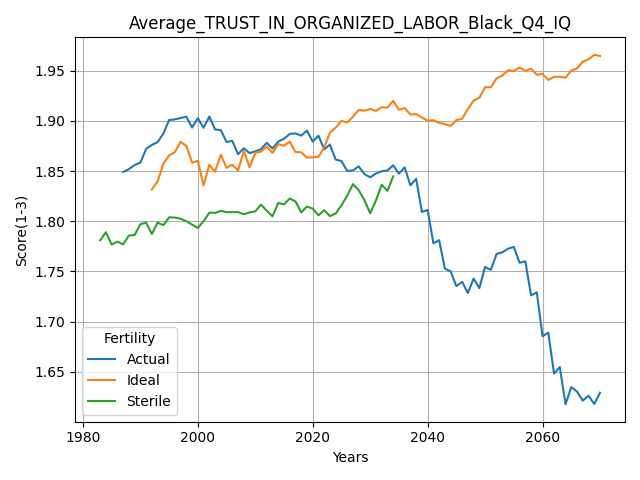 Average_TRUST_IN_ORGANIZED_LABOR_Black_Q4_IQ
Score(1-3)
1.95
1.90
1.85
1.80
1.75
1.70
1.65
Fertility
Actual
Ideal
Sterile
1980 2000 2020 2040 2060
Years